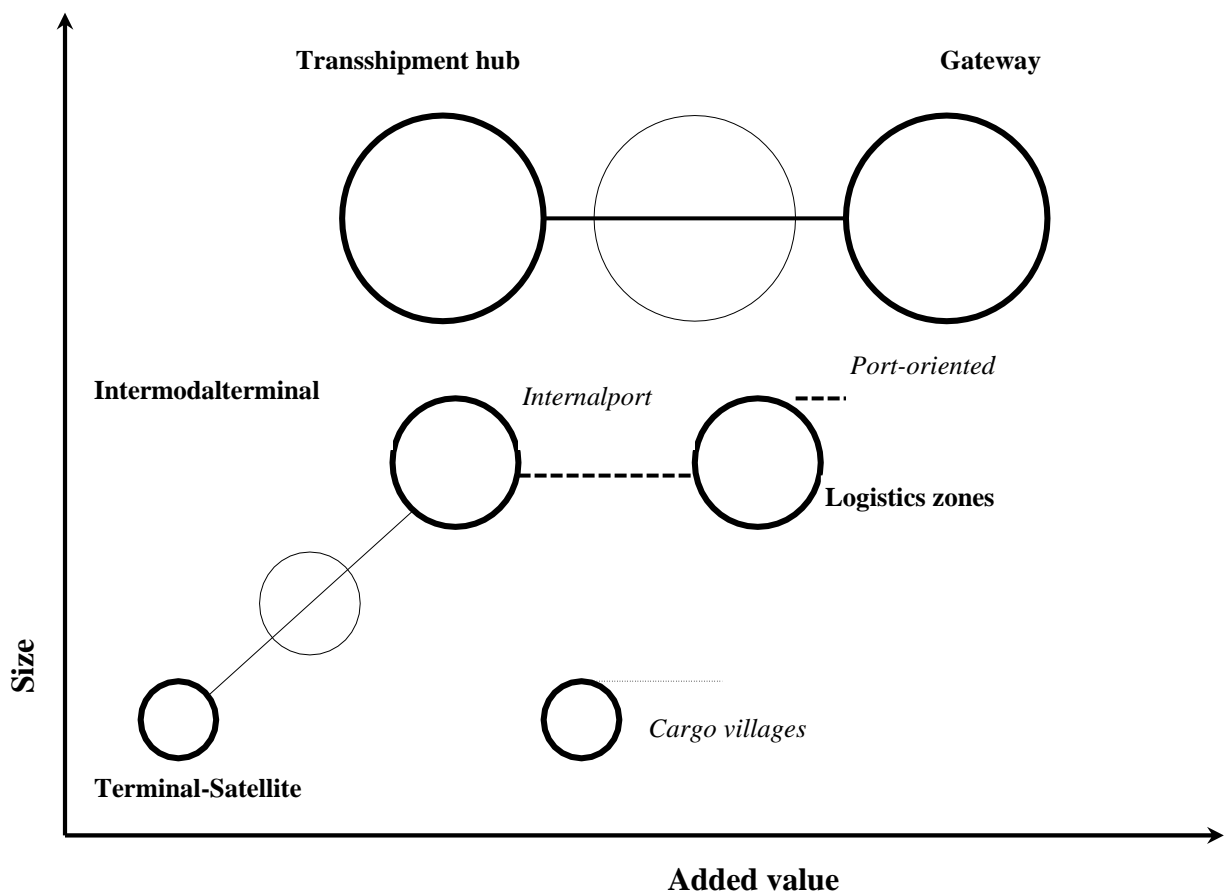 Transshipment hub
Gateway
Port-oriented
Intermodalterminal
Internalport
Logistics zones
Size
Cargo villages
Terminal-Satellite
Added value